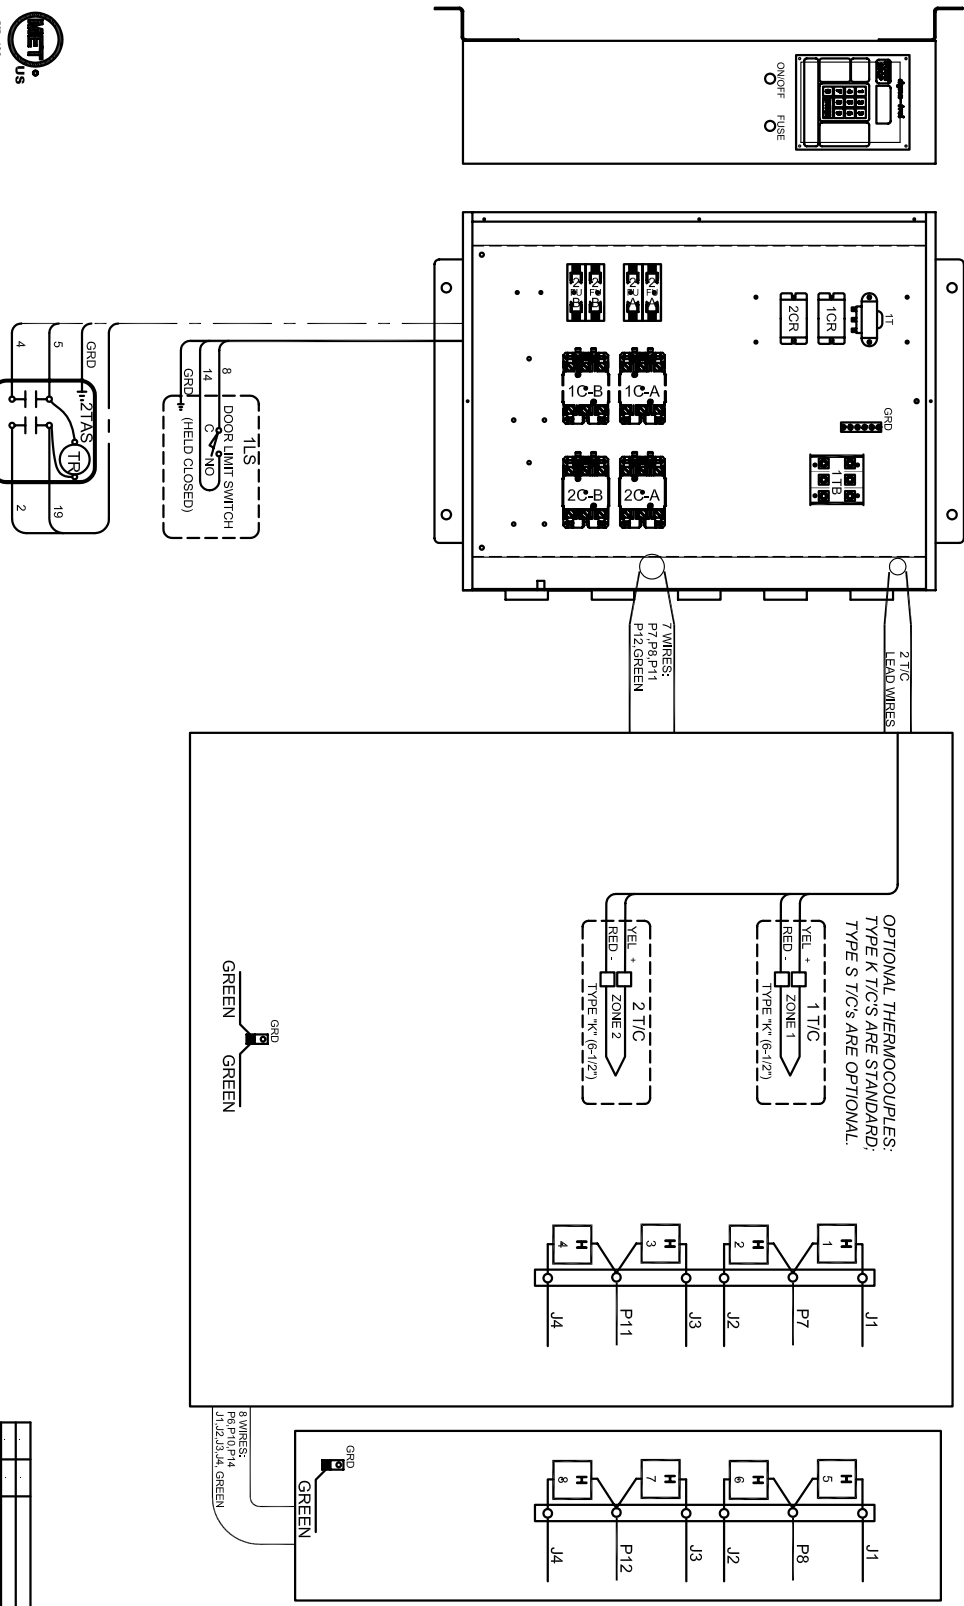 MET
US
ON/OFF
FUSE
1T
1CR
2CR
GRD
1TB
1C-A
1C-B
2C-A
2C-B
GRD
5
4
2TAS
TR
19
2
8
14
GRD
1LS
DOOR LIMIT SWITCH
C
NO
(HELD CLOSED)
2 T/C
LEAD WIRES
7 WIRES:
P7,P8,P11
P12,GREEN
OPTIONAL THERMOCOUPLES:
TYPE K T/C'S ARE STANDARD;
TYPE S T/C's ARE OPTIONAL.
1 T/C
YEL +
ZONE 1
RED -
TYPE "K" (6-1/2")
2 T/C
YEL +
ZONE 2
RED -
TYPE "K" (6-1/2")
GRD
GREEN
GREEN
H
1
H
2
H
3
H
4
J1
P7
J2
J3
P11
J4
8 WIRES:
P6,P10,P14
J1,J2,J3,J4, GREEN
GRD
GREEN
H
5
H
6
H
7
H
8
J1
P8
J2
J3
P12
J4